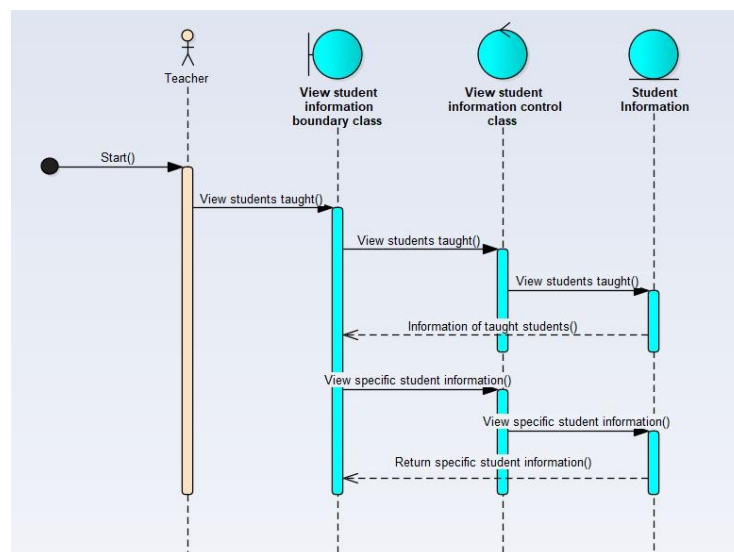 Teacher
View student
information
boundary class
View student
information control
class
Student
Information
Start()
View students taught()
View students taught()
View students taught()
Information of taught students()
View specific student information()
View specific student information()
Return specific student information()